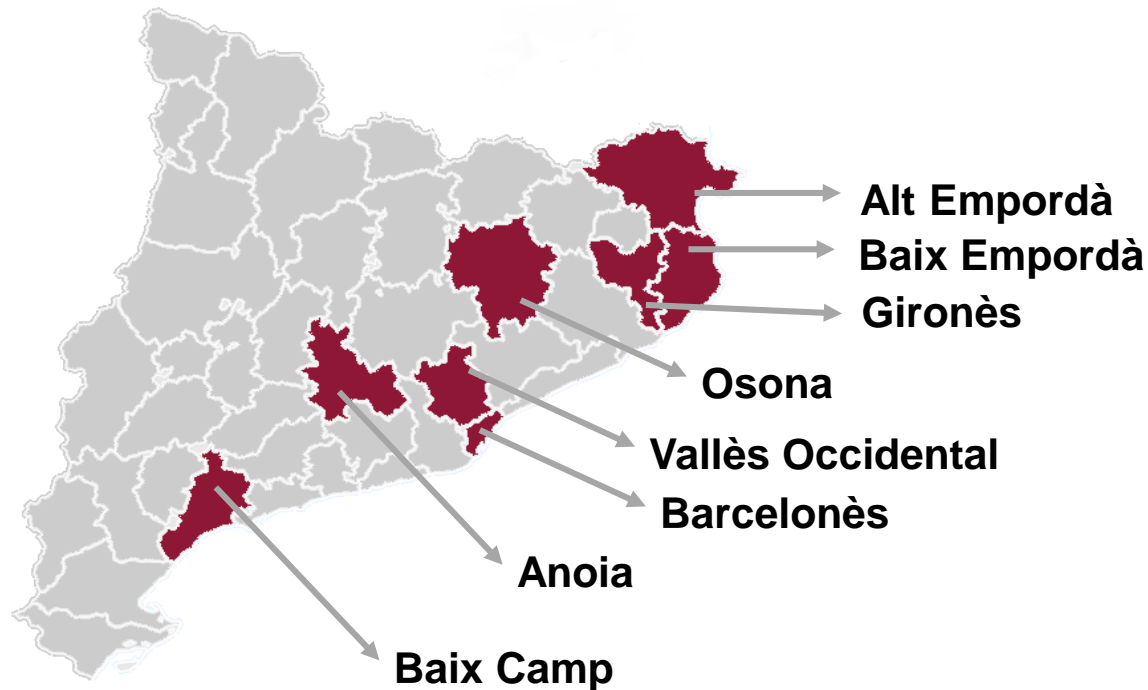 Alt Empordà
Baix Empordà
Gironès
Osona
Vallès Occidental
Barcelonès
Anoia
Baix Camp